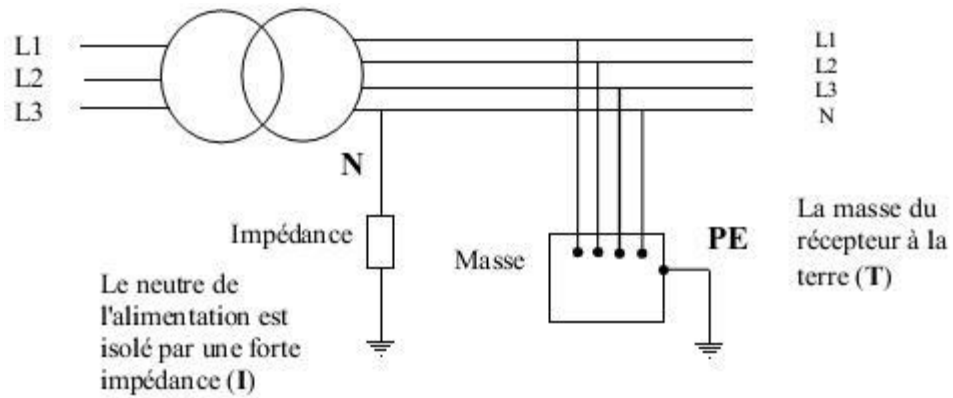 L1
L2
L3
L1
L2
L3
N
N
Impédance
Masse
PE
Le neutre de
l'alimentation est
isolé par une forte
impédance (I)
La masse du
récepteur à la
terre (T)